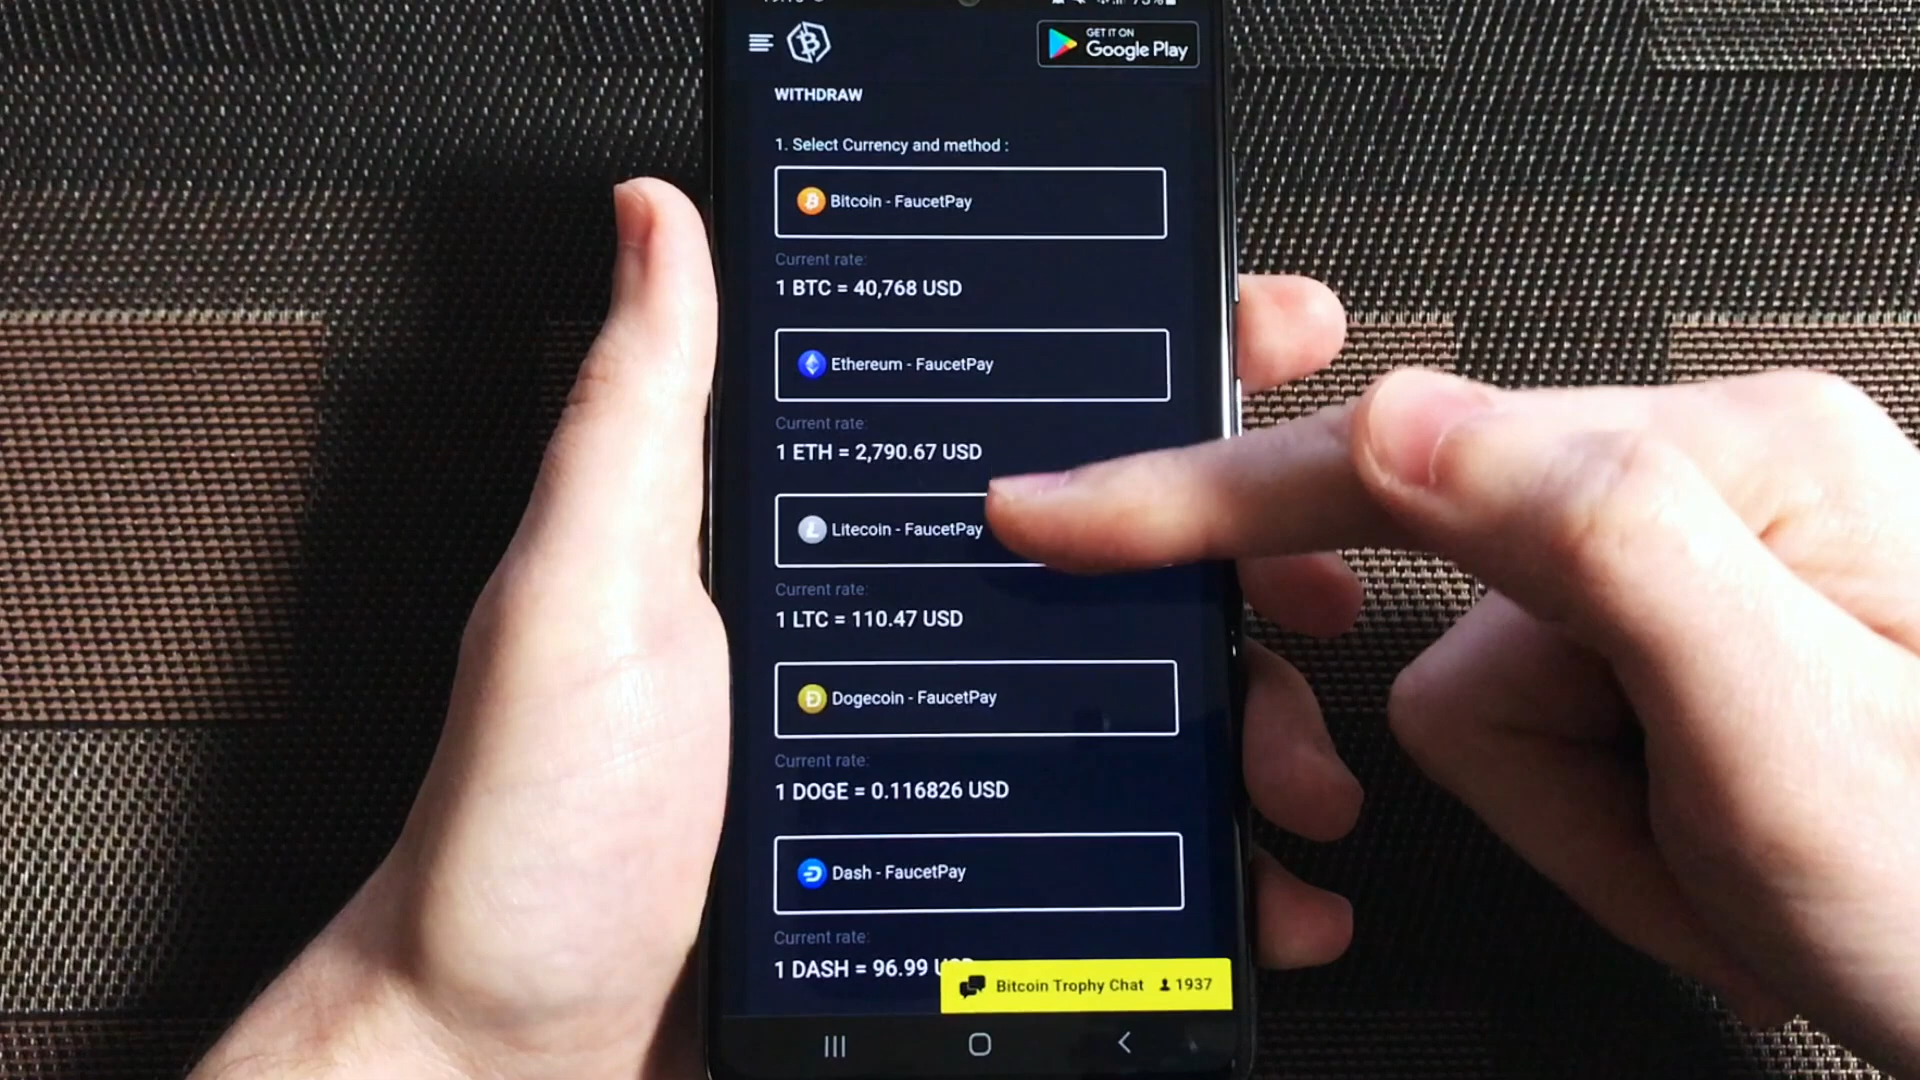 GET IT ON
Google Play
WITHDRAW
1. Select Currency and method :
Bitcoin - FaucetPay
Current rate:
1 BTC = 40,768 USD
Ethereum - FaucetPay
Current rate:
1 ETH = 2,790.67 USD
Litecoin - FaucetPay
Current rate:
1 LTC = 110.47 USD
Dogecoin - FaucetPay
Current rate:
1 DOGE = 0.116826 USD
Dash - FaucetPay
Current rate:
1 DASH = 96.99
Bitcoin Trophy Chat 1937